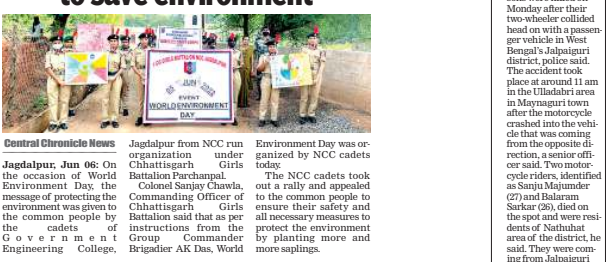 to save environment
1 CG GIRLS BATTALION NCC JAGDALPUR
05
JUN
2022
EVENT
WORLD ENVIRONMENT
DAY
Central Chronicle News
Jagdalpur, Jun 06: On
the occasion of World
Environment Day, the
message of protecting the
environment was given to
the common people by
the cadets of
Government
Engineering College,
Jagdalpur from NCC run
organization under
Chhattisgarh Girls
Battalion Parchanpal.
Colonel Sanjay Chawla,
Commanding Officer of
Chhattisgarh Girls
Battalion said that as per
instructions from the
Group Commander
Brigadier AK Das, World
Environment Day was or-
ganized by NCC cadets
today.
The NCC cadets took
out a rally and appealed
to the common people to
ensure their safety and
all necessary measures to
protect the environment
by planting more and
more saplings.
Monday after their
two-wheeler collided
head on with a passen-
ger vehicle in West
Bengal's Jalpaiguri
district, police said.
The accident took
place at around 11 am
in the Ulladabri area
in Maynaguri town
after the motorcycle
crashed into the vehi-
cle that was coming
from the opposite di-
rection, a senior offi-
cer said. Two motor-
cycle riders, identified
as Sanju Majumder
(27) and Balaram
Sarkar (26), died on
the spot and were resi-
dents of Nathuhat
area of the district, he
said. They were com-
ing from Jalpaiguri